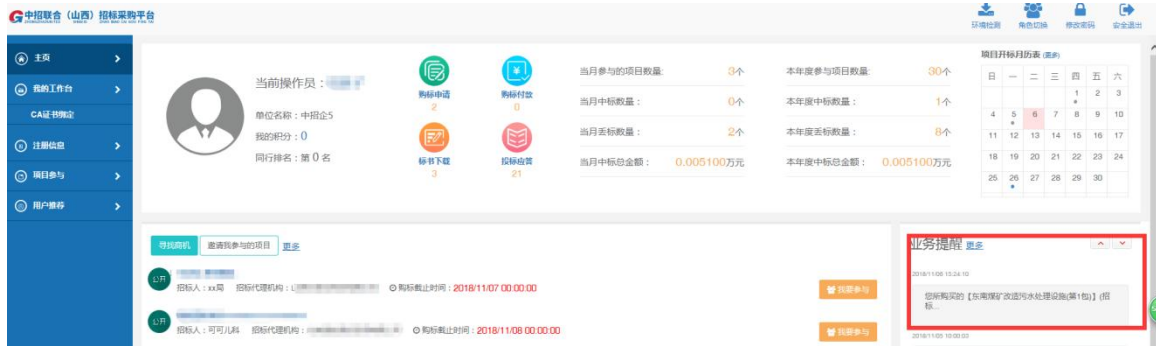 中招联合（山西）招标采购平台
环境检测 角色切换 修改密码 安全退出
主页
我的工作台
CA证书绑定
注册信息
项目参与
用户推荐
当前操作员：
单位名称：中招企5
我的积分：0
同行排名：第 0 名
购标申请
2
购标付款
0
标书下载
3
投标应答
21
当月参与的项目数量: 3个
当月中标数量： 0个
当月丢标数量： 2个
当月中标总金额： 0.005100万元
本年度参与项目数量: 30个
本年度中标数量： 1个
本年度丢标数量： 8个
本年度中标总金额： 0.005100万元
项目开标月历表 (更多)
日 一 二 三 四 五 六
1 2 3
4 5 6 7 8 9 10
11 12 13 14 15 16 17
18 19 20 21 22 23 24
25 26 27 28 29 30
寻找商机 邀请我参与的项目 更多
公开
招标人：xx局 招标代理机构： 购标截止时间：2018/11/07 00:00:00
我要参与
公开
招标人：可可儿科 招标代理机构： 购标截止时间：2018/11/08 00:00:00
我要参与
业务提醒 更多
2018/11/08 15:24:10
您所购买的【东南煤矿改造污水处理设施(第1包)】(招
标...
2018/11/05 10:00:03